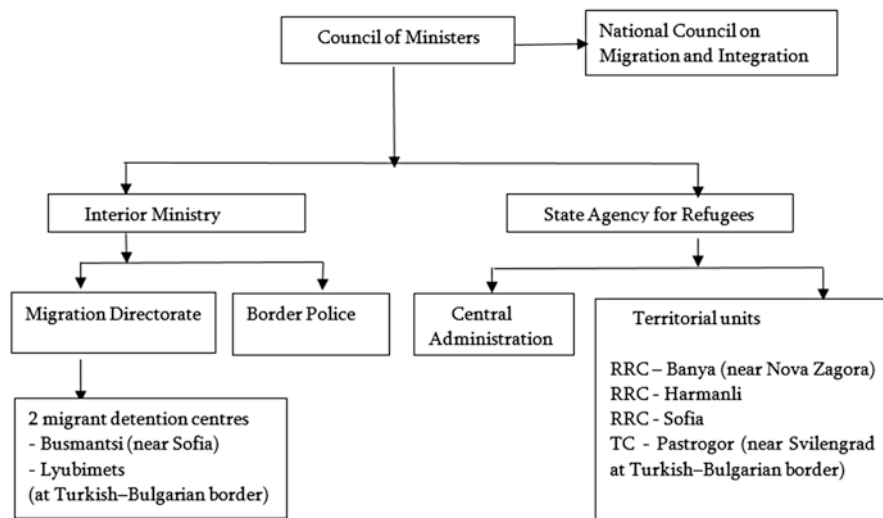 Council of Ministers
National Council on
Migration and Integration
Interior Ministry
State Agency for Refugees
Migration Directorate
Border Police
Central
Administration
Territorial units
RRC – Banya (near Nova Zagora)
RRC - Harmanli
RRC - Sofia
TC - Pastrogor (near Svilengrad
at Turkish–Bulgarian border)
2 migrant detention centres
- Busmantsi (near Sofia)
- Lyubimets
(at Turkish–Bulgarian border)